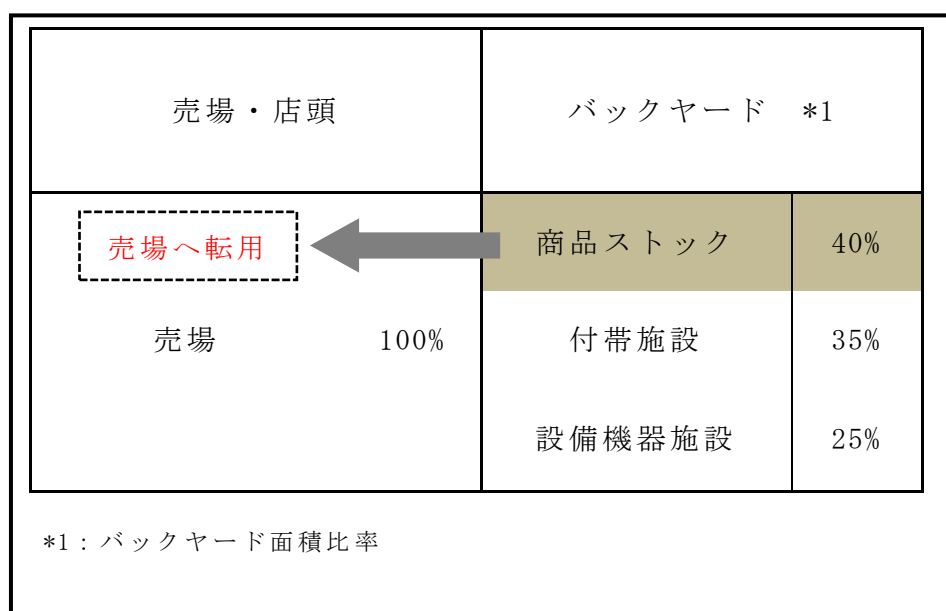 売場・店頭 バックヤード *1
売場へ転用 商品ストック 40%
売場 100% 付帯施設 35%
設備機器施設 25%
*1：バックヤード面積比率